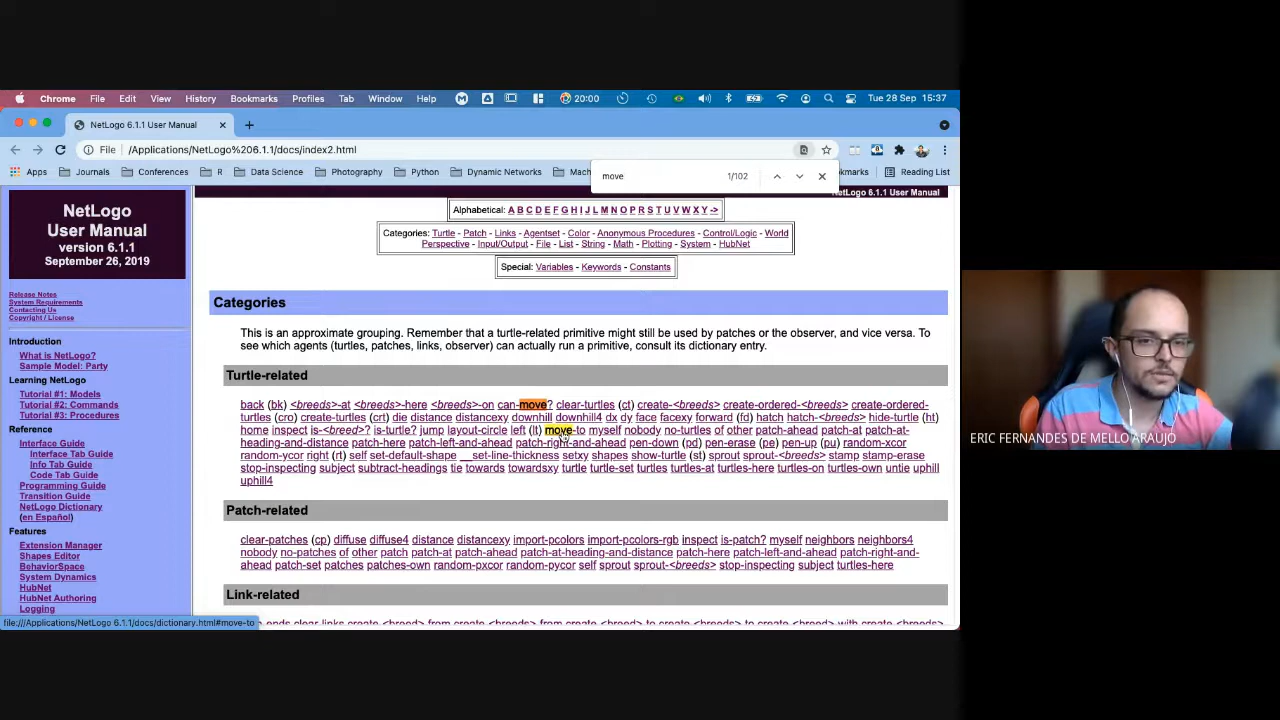 Chrome File Edit View History Bookmarks Profiles Tab Window Help 20:00 Tue 28 Sep 15:37
NetLogo 6.1.1 User Manual
File /Applications/NetLogo%206.1.1/docs/index2.html
Apps Journals Conferences R Data Science Photography Python Dynamic Networks Reading List
move 1/102
NetLogo 6.1.1 User Manual
NetLogo
User Manual
version 6.1.1
September 26, 2019
Release Notes
System Requirements
Contacting Us
Copyright / License
Introduction
What is NetLogo?
Sample Model: Party
Learning NetLogo
Tutorial #1: Models
Tutorial #2: Commands
Tutorial #3: Procedures
Reference
Interface Guide
Interface Tab Guide
Info Tab Guide
Code Tab Guide
Programming Guide
Transition Guide
NetLogo Dictionary
(en Español)
Features
Extension Manager
Shapes Editor
BehaviorSpace
System Dynamics
HubNet
HubNet Authoring
Logging
file:///Applications/NetLogo 6.1.1/docs/dictionary.html#move-to
Alphabetical: A B C D E F G H I J L M N O P R S T U V W X Y ->
Categories: Turtle - Patch - Links - Agentset - Color - Anonymous Procedures - Control/Logic - World
Perspective - Input/Output - File - List - String - Math - Plotting - System - HubNet
Special: Variables - Keywords - Constants
Categories
This is an approximate grouping. Remember that a turtle-related primitive might still be used by patches or the observer, and vice versa. To
see which agents (turtles, patches, links, observer) can actually run a primitive, consult its dictionary entry.
Turtle-related
back (bk) <breeds>-at <breeds>-here <breeds>-on can-move? clear-turtles (ct) create-<breeds> create-ordered-<breeds> create-ordered-
turtles (cro) create-turtles (crt) die distance distancexy downhill downhill4 dx dy face facexy forward (fd) hatch hatch-<breeds> hide-turtle (ht)
home inspect is-<breed>? is-turtle? jump layout-circle left (lt) move-to myself nobody no-turtles of other patch-ahead patch-at patch-at-
heading-and-distance patch-here patch-left-and-ahead patch-right-and-ahead pen-down (pd) pen-erase (pe) pen-up (pu) random-xcor
random-ycor right (rt) self set-default-shape __set-line-thickness setxy shapes show-turtle (st) sprout sprout-<breeds> stamp stamp-erase
stop-inspecting subject subtract-headings tie towards towardsxy turtle turtle-set turtles turtles-at turtles-here turtles-on turtles-own untie uphill
uphill4
Patch-related
clear-patches (cp) diffuse diffuse4 distance distancexy import-pcolors import-pcolors-rgb inspect is-patch? myself neighbors neighbors4
nobody no-patches of other patch patch-at patch-ahead patch-at-heading-and-distance patch-here patch-left-and-ahead patch-right-and-
ahead patch-set patches patches-own random-pxcor random-pycor self sprout sprout-<breeds> stop-inspecting subject turtles-here
Link-related
ERIC FERNANDES DE MELLO ARAUJO